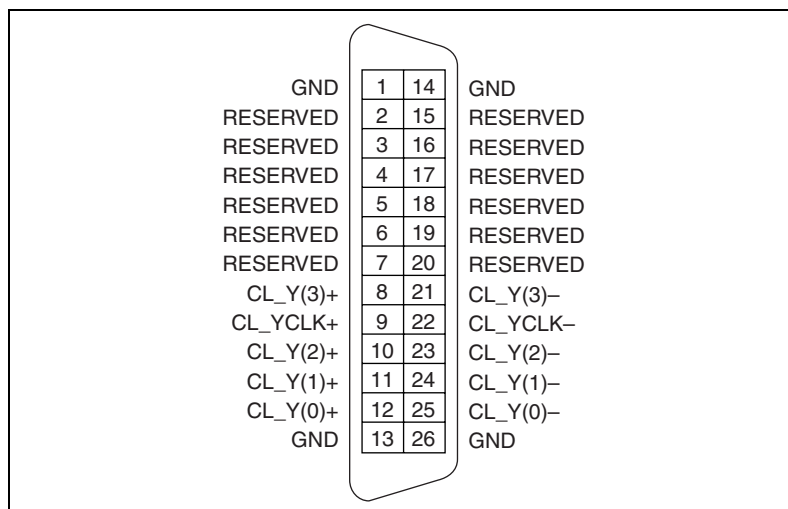 GND 1 14 GND
RESERVED 2 15 RESERVED
RESERVED 3 16 RESERVED
RESERVED 4 17 RESERVED
RESERVED 5 18 RESERVED
RESERVED 6 19 RESERVED
RESERVED 7 20 RESERVED
CL_Y(3)+ 8 21 CL_Y(3)–
CL_YCLK+ 9 22 CL_YCLK–
CL_Y(2)+ 10 23 CL_Y(2)–
CL_Y(1)+ 11 24 CL_Y(1)–
CL_Y(0)+ 12 25 CL_Y(0)–
GND 13 26 GND